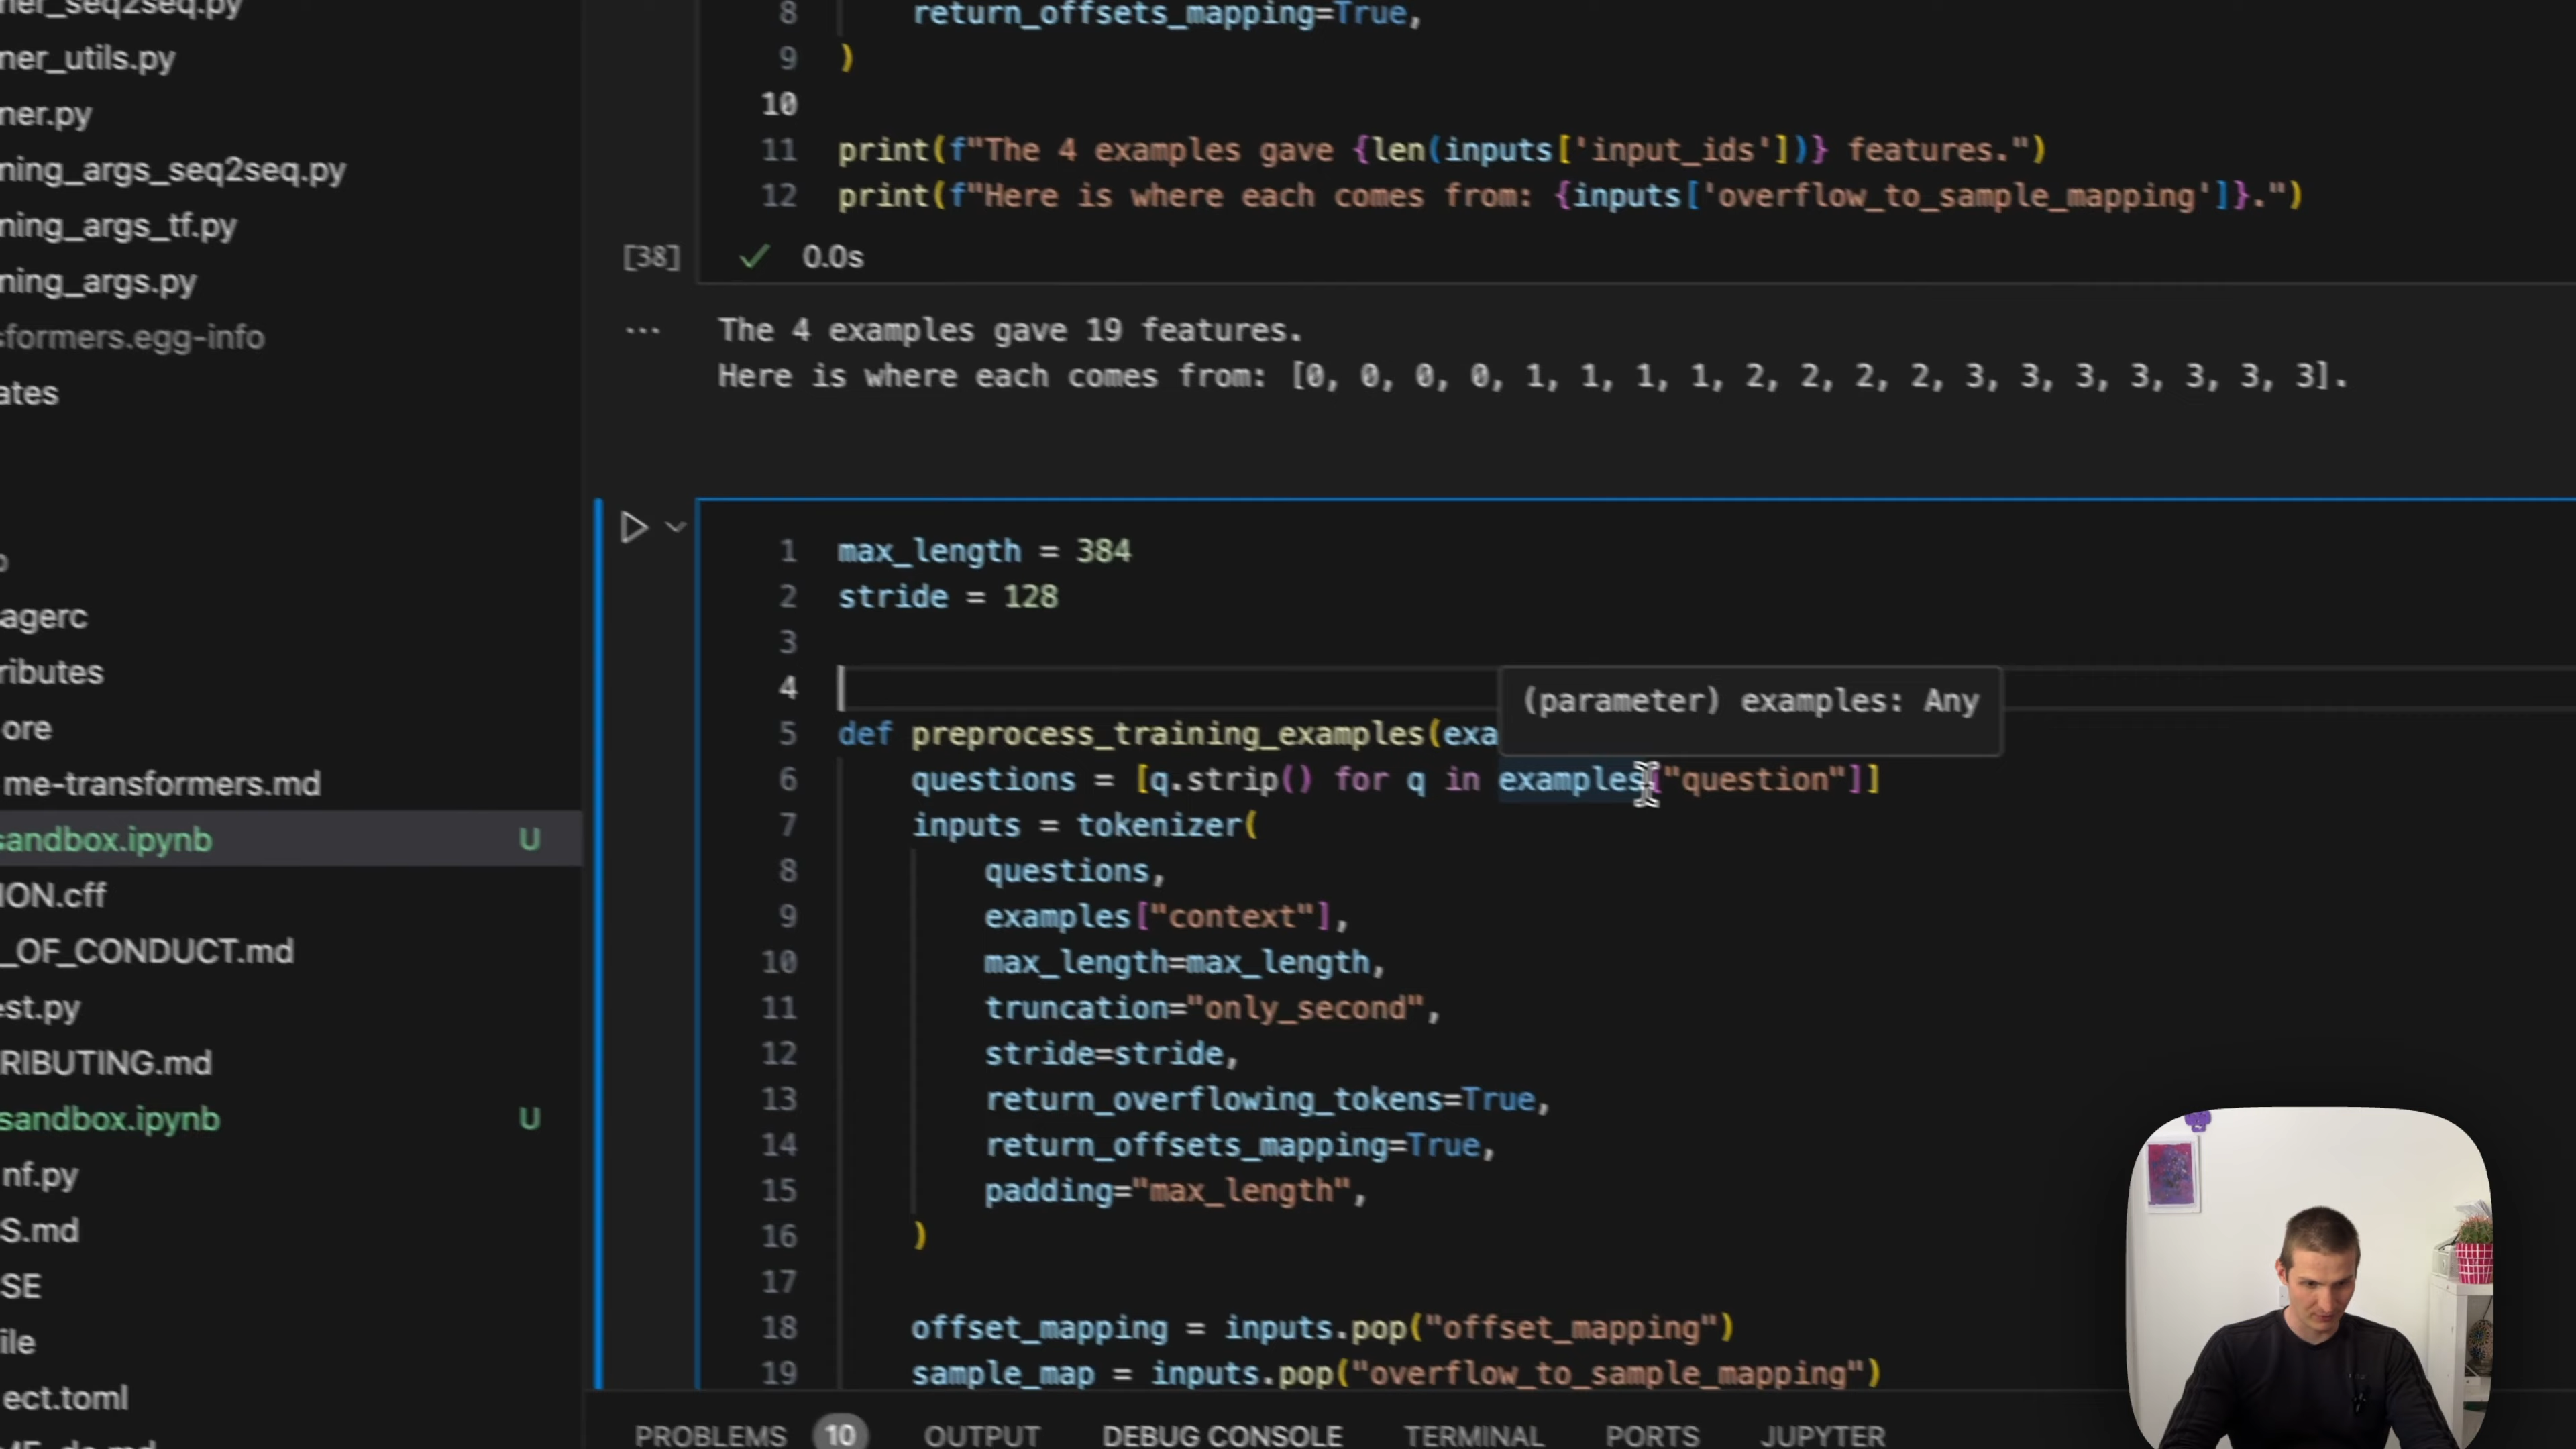 ner_seq2seq.py
ner_utils.py
ner.py
ning_args_seq2seq.py
ning_args_tf.py
ning_args.py
sformers.egg-info
ates
agerc
ributes
ore
me-transformers.md
sandbox.ipynb U
ION.cff
_OF_CONDUCT.md
est.py
RIBUTING.md
sandbox.ipynb U
nf.py
S.md
SE
ile
ect.toml
8 return_offsets_mapping=True,
9 )
10
11 print(f"The 4 examples gave {len(inputs['input_ids'])} features.")
12 print(f"Here is where each comes from: {inputs['overflow_to_sample_mapping']}.")
[38] ✓ 0.0s
... The 4 examples gave 19 features.
Here is where each comes from: [0, 0, 0, 0, 1, 1, 1, 1, 2, 2, 2, 2, 3, 3, 3, 3, 3, 3, 3].
1 max_length = 384
2 stride = 128
3
4
(parameter) examples: Any
5 def preprocess_training_examples(exa
6 questions = [q.strip() for q in examples["question"]]
7 inputs = tokenizer(
8 questions,
9 examples["context"],
10 max_length=max_length,
11 truncation="only_second",
12 stride=stride,
13 return_overflowing_tokens=True,
14 return_offsets_mapping=True,
15 padding="max_length",
16 )
17
18 offset_mapping = inputs.pop("offset_mapping")
19 sample_map = inputs.pop("overflow_to_sample_mapping")
PROBLEMS 10 OUTPUT DEBUG CONSOLE TERMINAL PORTS JUPYTER